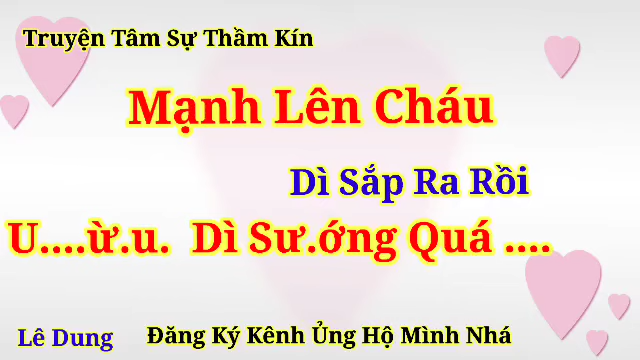 Truyện Tâm Sự Thầm Kín
Mạnh Lên Cháu
Dì Sắp Ra Rồi
U....ừ.u. Dì Sư.ớng Quá ....
Lê Dung Đăng Ký Kênh Ủng Hộ Mình Nhá